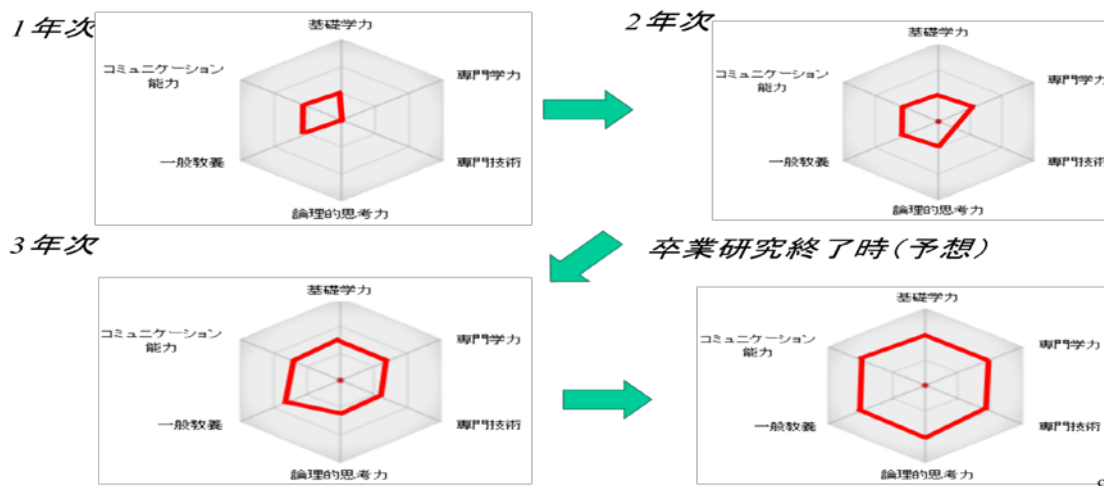 1年次
基礎学力
コミュニケーション
能力
専門学力
一般教養
専門技術
論理的思考力
2年次
基礎学力
コミュニケーション
能力
専門学力
一般教養
専門技術
論理的思考力
3年次
基礎学力
コミュニケーション
能力
専門学力
一般教養
専門技術
論理的思考力
卒業研究終了時(予想)
基礎学力
コミュニケーション
能力
専門学力
一般教養
専門技術
論理的思考力